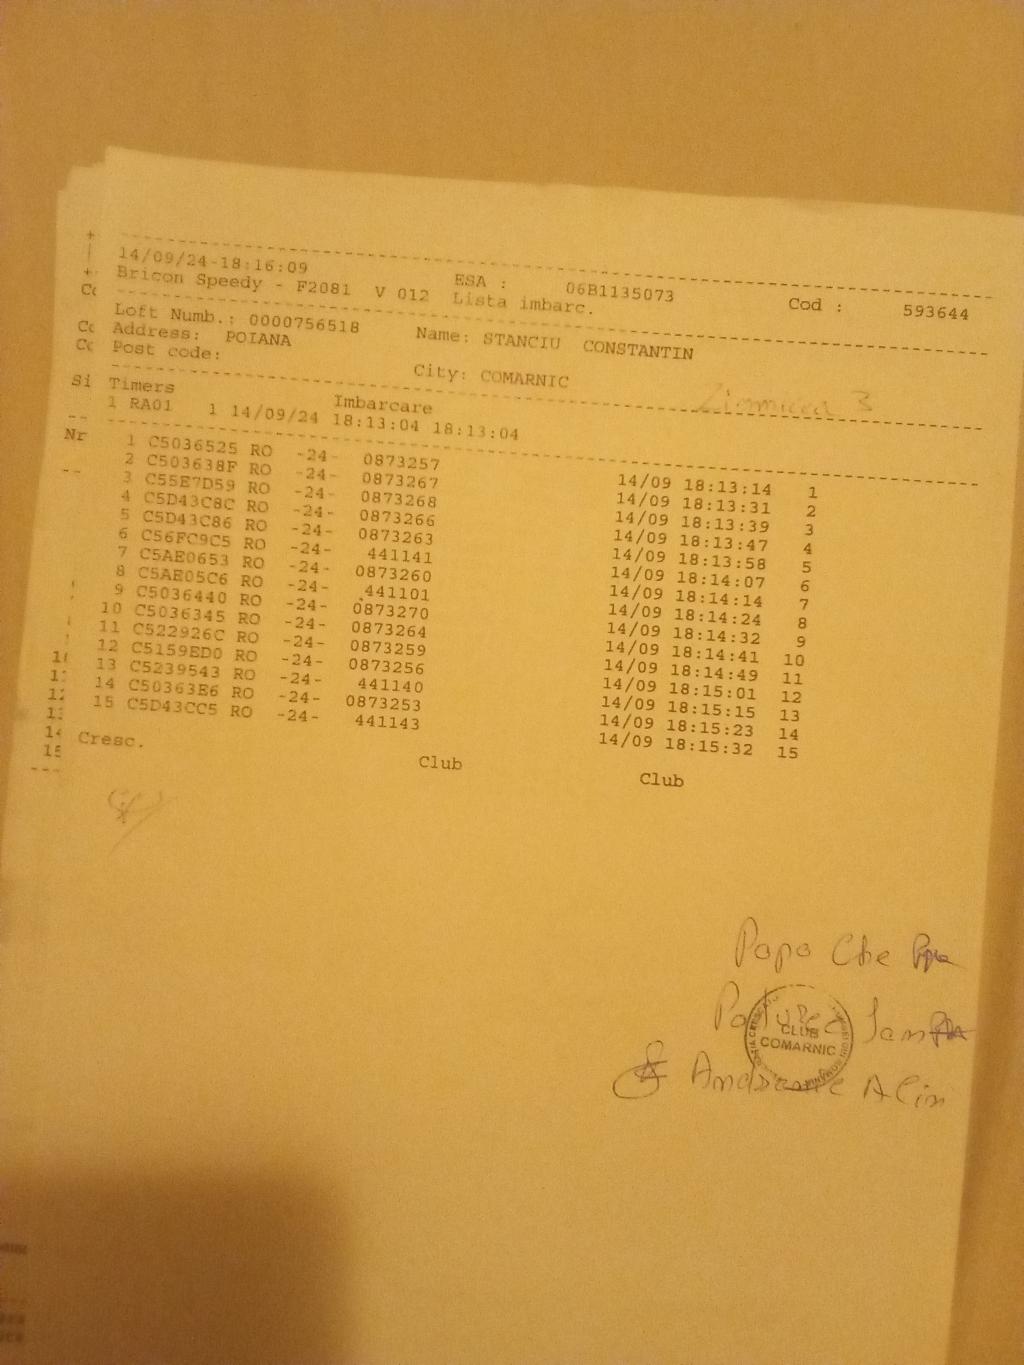 14/09/24-18:16:09 ESA : 06B1135073 Cod : 593644
Bricon Speedy - F2081 V 012 Lista imbarc.
Loft Numb.: 0000756518 Name: STANCIU CONSTANTIN
Address: POIANA
Post code: City: COMARNIC
Zimnicea 3
Timers Imbarcare
1 RA01 1 14/09/24 18:13:04 18:13:04
1 C5036525 RO -24- 0873257 14/09 18:13:14 1
2 C503638F RO -24- 0873267 14/09 18:13:31 2
3 C55E7D59 RO -24- 0873268 14/09 18:13:39 3
4 C5D43C8C RO -24- 0873266 14/09 18:13:47 4
5 C5D43C86 RO -24- 0873263 14/09 18:13:58 5
6 C56FC9C5 RO -24- 441141 14/09 18:14:07 6
7 C5AE0653 RO -24- 0873260 14/09 18:14:14 7
8 C5AE05C6 RO -24- 441101 14/09 18:14:24 8
9 C5036440 RO -24- 0873270 14/09 18:14:32 9
10 C5036345 RO -24- 0873264 14/09 18:14:41 10
11 C522926C RO -24- 0873259 14/09 18:14:49 11
12 C5159ED0 RO -24- 0873256 14/09 18:15:01 12
13 C5239543 RO -24- 441140 14/09 18:15:15 13
14 C50363E6 RO -24- 0873253 14/09 18:15:23 14
15 C5D43CC5 RO -24- 441143 14/09 18:15:32 15
Cresc. Club Club
Popa
CLUB
COMARNIC
Alin
Si
Nr